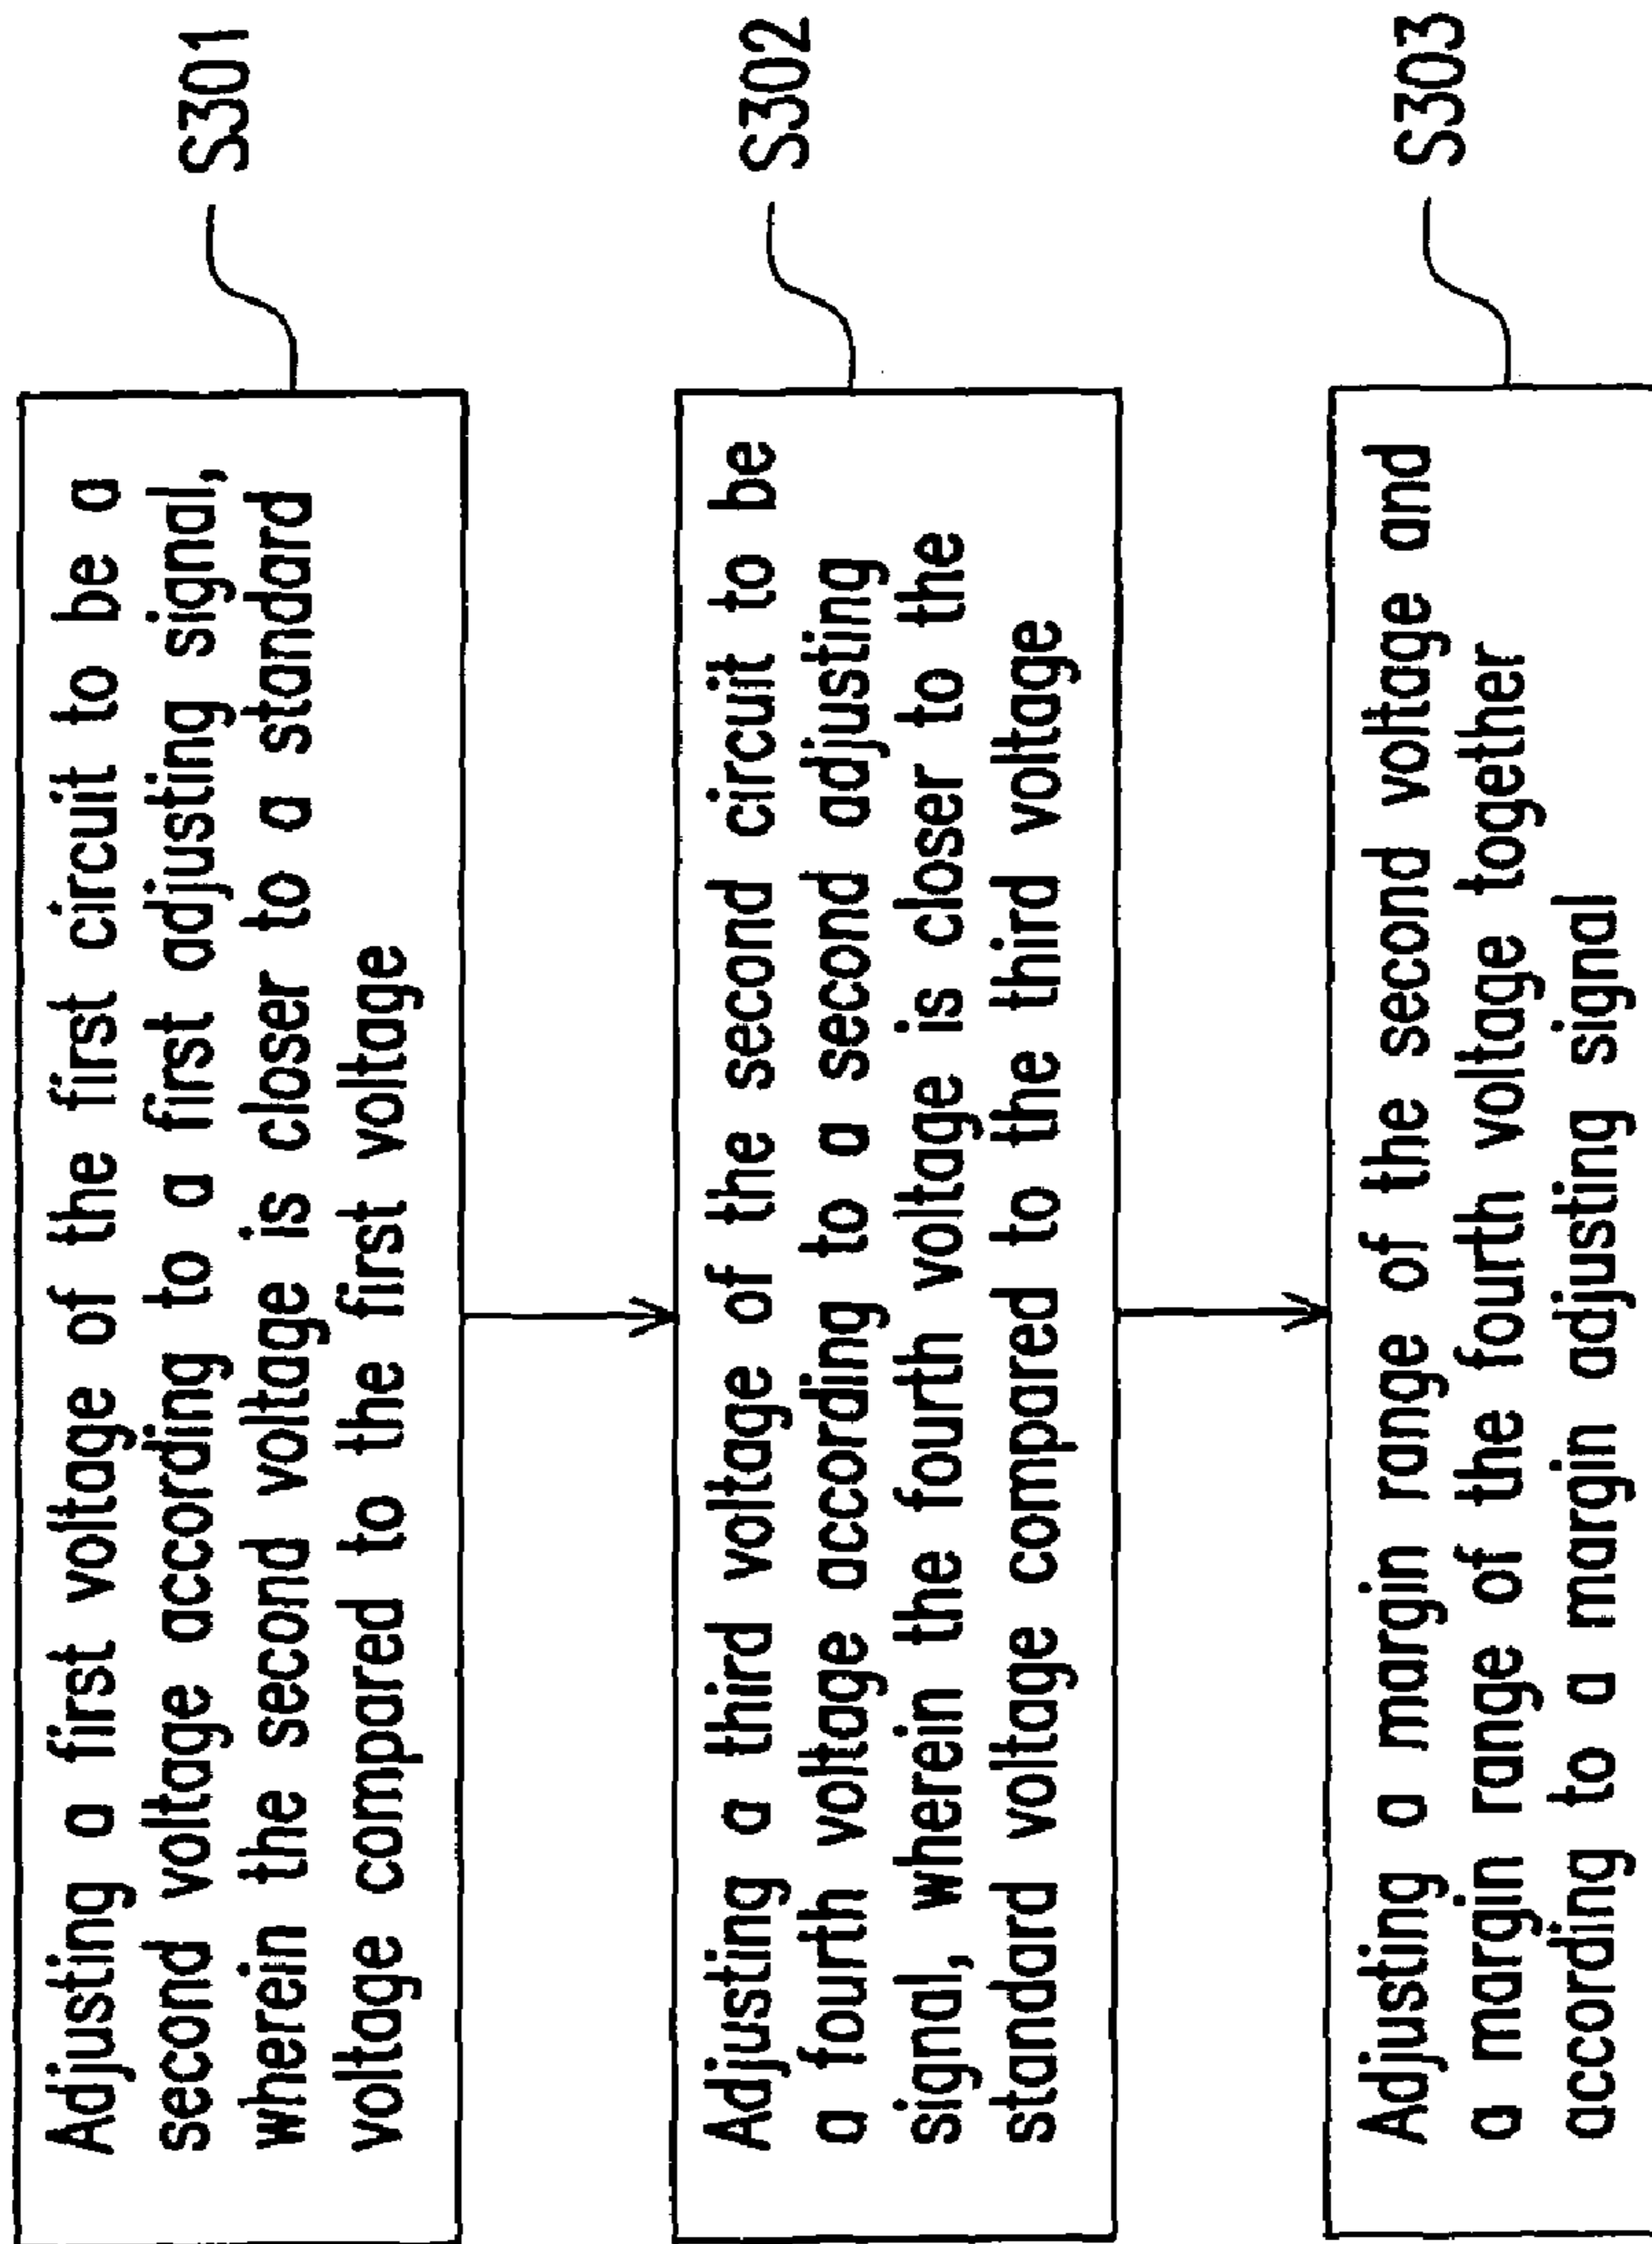 Adjusting a first voltage of the first circuit to be a
second voltage according to a first adjusting signal,
wherein the second voltage is closer to a standard
voltage compared to the first voltage
S301
Adjusting a third voltage of the second circuit to be
a fourth voltage according to a second adjusting
signal, wherein the fourth voltage is closer to the
standard voltage compared to the third voltage
S302
Adjusting a margin range of the second voltage and
a margin range of the fourth voltage together
according to a margin adjusting signal
S303